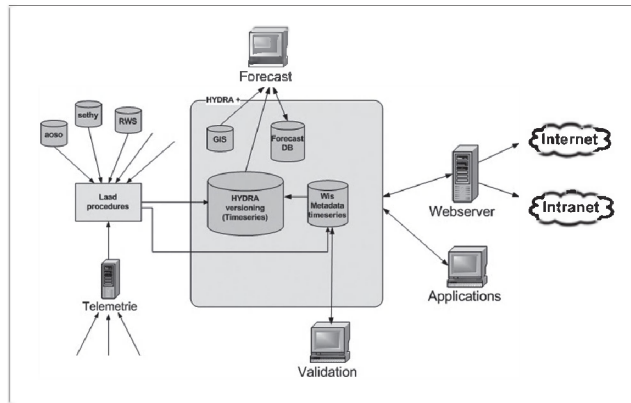 Forecast
HYDRA +
sethy
aoso
RWS
GIS
Forecast
DB
Internet
Laad
procedures
HYDRA
versioning
(Timeseries)
Wis
Metadata
timeseries
Webserver
Intranet
Telemetrie
Applications
Validation